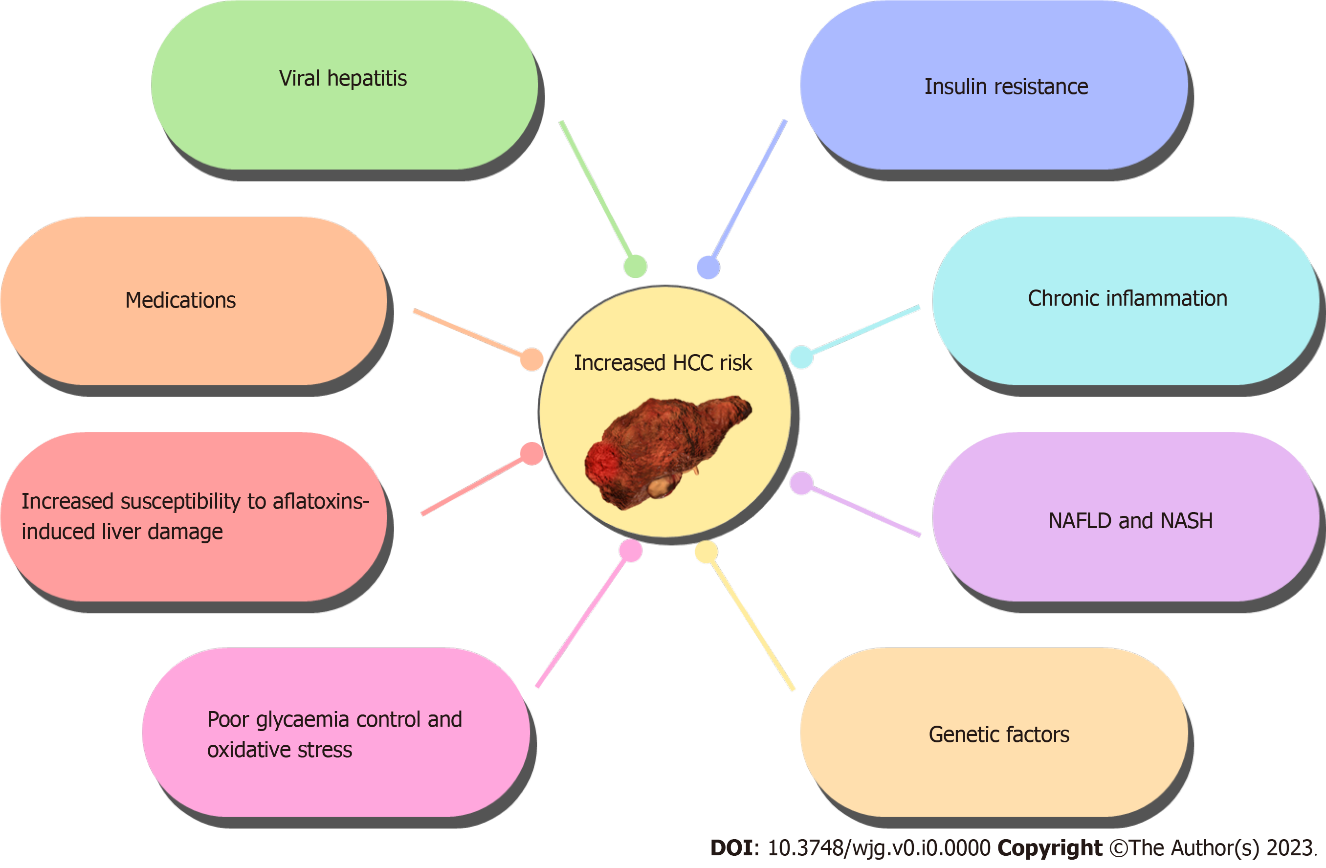 Viral hepatitis
Insulin resistance
Medications
Chronic inflammation
Increased HCC risk
Increased susceptibility to aflatoxins-
induced liver damage
NAFLD and NASH
Poor glycaemia control and
oxidative stress
Genetic factors
DOI: 10.3748/wjg.v0.i0.0000 Copyright ©The Author(s) 2023.